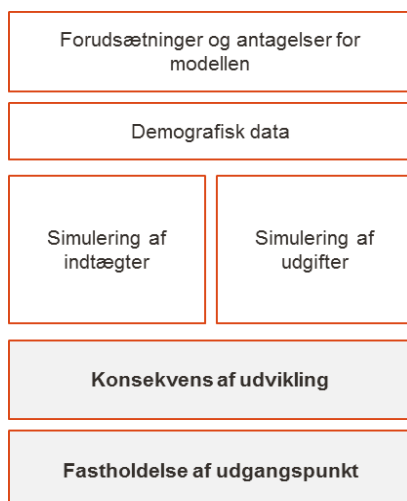 Forudsætninger og antagelser for
modellen
Demografisk data
Simulering af
indtægter
Simulering af
udgifter
Konsekvens af udvikling
Fastholdelse af udgangspunkt